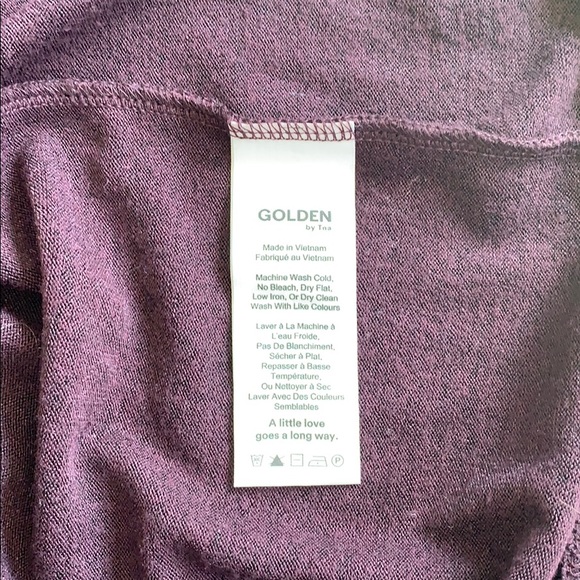 GOLDEN
by Tna
Made in Vietnam
Fabriqué au Vietnam
Machine Wash Cold,
No Bleach, Dry Flat,
Low Iron, Or Dry Clean
Wash With Like Colours
Laver à La Machine à
L'eau Froide,
Pas De Blanchiment,
Sécher à Plat,
Repasser à Basse
Température,
Ou Nettoyer à Sec
Laver Avec Des Couleurs
Semblables
A little love
goes a long way.
P